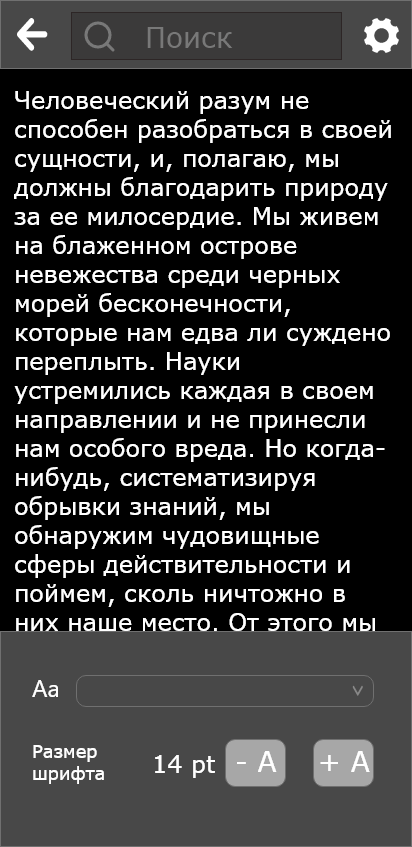 Поиск
Человеческий разум не
способен разобраться в своей
сущности, и, полагаю, мы
должны благодарить природу
за ее милосердие. Мы живем
на блаженном острове
невежества среди черных
морей бесконечности,
которые нам едва ли суждено
переплыть. Науки
устремились каждая в своем
направлении и не принесли
нам особого вреда. Но когда-
нибудь, систематизируя
обрывки знаний, мы
обнаружим чудовищные
сферы действительности и
поймем, сколь ничтожно в
них наше место. От этого мы
Aa
Размер
шрифта
14 pt
- A
+ A